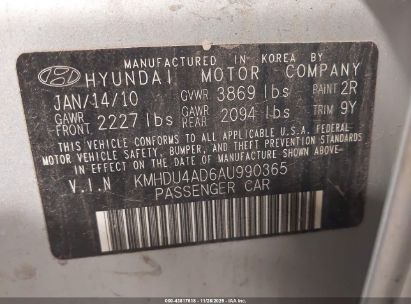 MANUFACTURED IN KOREA BY
HYUNDAI MOTOR COMPANY
JAN/14/10 GVWR 3869 lbs PAINT 2R
GAWR FRONT 2227 lbs GAWR REAR 2094 lbs TRIM 9Y
THIS VEHICLE CONFORMS TO ALL APPLICABLE U.S.A. FEDERAL
MOTOR VEHICLE SAFETY, BUMPER, AND THEFT PREVENTION STANDARDS
IN EFFECT ON THE DATE OF MANUFACTURE SHOWN ABOVE.
V.I.N KMHDU4AD6AU990365
PASSENGER CAR